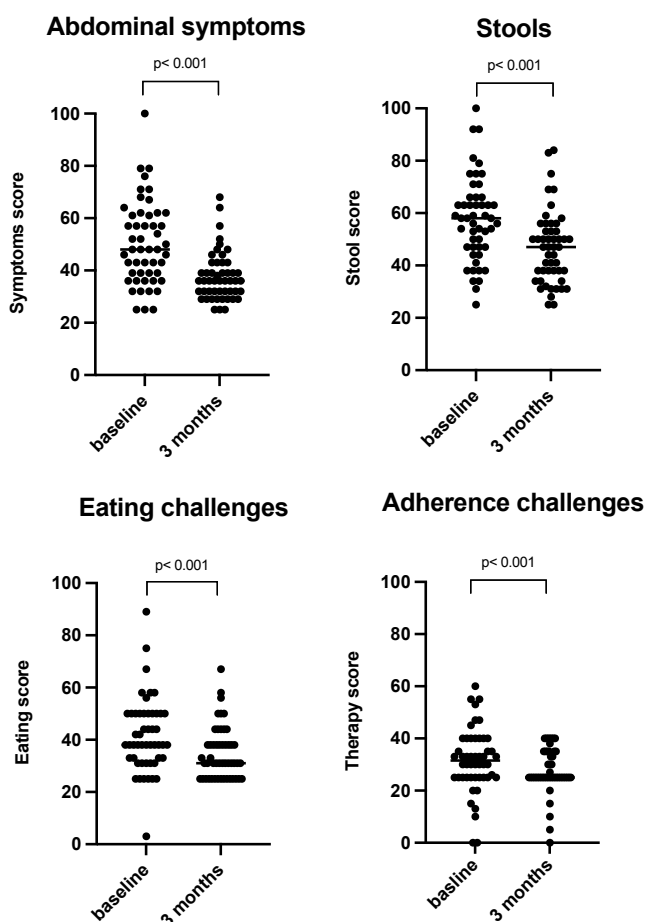 Abdominal symptoms
p< 0.001
Symptoms score
100
80
60
40
20
0
baseline
3 months
Stools
p< 0.001
Stool score
100
80
60
40
20
0
baseline
3 months
Eating challenges
p< 0.001
Eating score
100
80
60
40
20
0
baseline
3 months
Adherence challenges
p< 0.001
Therapy score
100
80
60
40
20
0
basline
3 months